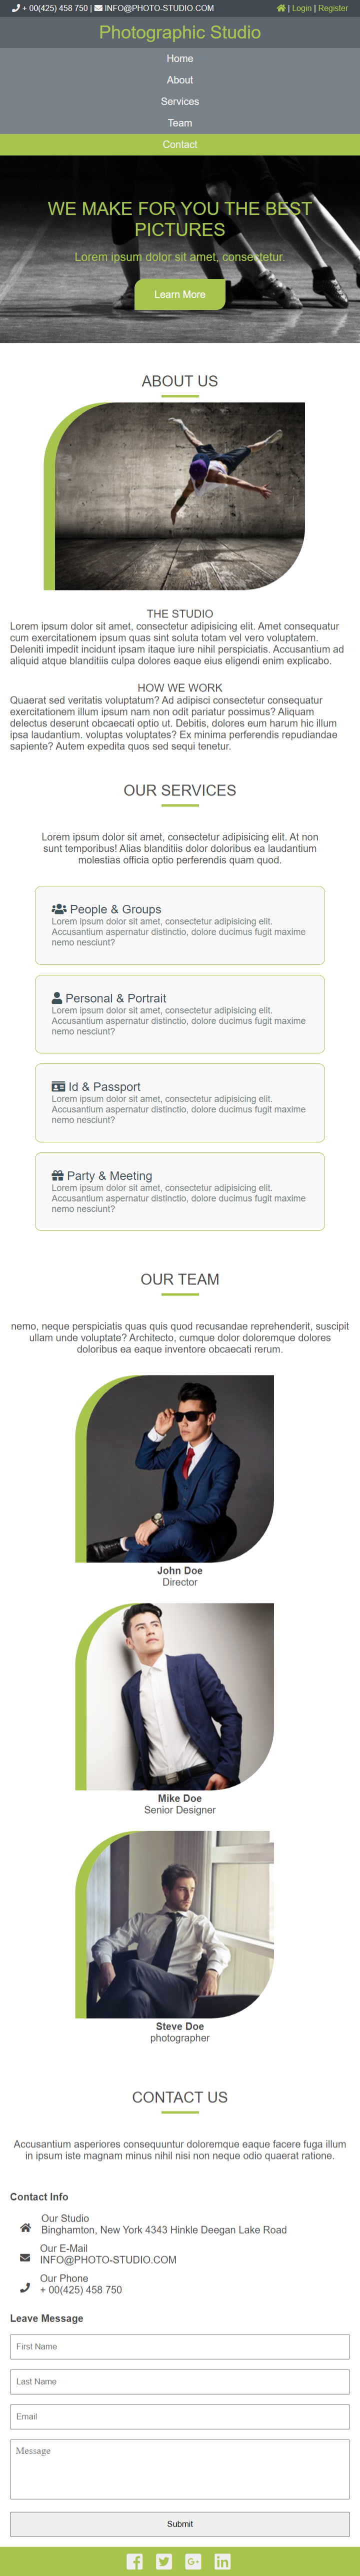 + 00(425) 458 750 | INFO@PHOTO-STUDIO.COM | Login | Register
Photographic Studio
Home
About
Services
Team
Contact
WE MAKE FOR YOU THE BEST
PICTURES
Lorem ipsum dolor sit amet, consectetur.
Learn More
ABOUT US
THE STUDIO
Lorem ipsum dolor sit amet, consectetur adipisicing elit. Amet consequatur
cum exercitationem ipsum quas sint soluta totam vel vero voluptatem.
Deleniti impedit incidunt ipsam itaque iure nihil perspiciatis. Accusantium ad
aliquid atque blanditiis culpa dolores eaque eius eligendi enim explicabo.
HOW WE WORK
Quaerat sed veritatis voluptatum? Ad adipisci consectetur consequatur
exercitationem illum ipsum nam non odit pariatur possimus? Aliquam
delectus deserunt obcaecati optio ut. Debitis, dolores eum harum hic illum
ipsa laudantium. voluptas voluptates? Ex minima perferendis repudiandae
sapiente? Autem expedita quos sed sequi tenetur.
OUR SERVICES
Lorem ipsum dolor sit amet, consectetur adipisicing elit. At non
sunt temporibus! Alias blanditiis dolor doloribus ea laudantium
molestias officia optio perferendis quam quod.
People & Groups
Lorem ipsum dolor sit amet, consectetur adipisicing elit.
Accusantium aspernatur distinctio, dolore ducimus fugit maxime
nemo nesciunt?
Personal & Portrait
Lorem ipsum dolor sit amet, consectetur adipisicing elit.
Accusantium aspernatur distinctio, dolore ducimus fugit maxime
nemo nesciunt?
Id & Passport
Lorem ipsum dolor sit amet, consectetur adipisicing elit.
Accusantium aspernatur distinctio, dolore ducimus fugit maxime
nemo nesciunt?
Party & Meeting
Lorem ipsum dolor sit amet, consectetur adipisicing elit.
Accusantium aspernatur distinctio, dolore ducimus fugit maxime
nemo nesciunt?
OUR TEAM
nemo, neque perspiciatis quas quis quod recusandae reprehenderit, suscipit
ullam unde voluptate? Architecto, cumque dolor doloremque dolores
doloribus ea eaque inventore obcaecati rerum.
John Doe
Director
Mike Doe
Senior Designer
Steve Doe
photographer
CONTACT US
Accusantium asperiores consequuntur doloremque eaque facere fuga illum
in ipsum iste magnam minus nihil nisi non neque odio quaerat ratione.
Contact Info
Our Studio
Binghamton, New York 4343 Hinkle Deegan Lake Road
Our E-Mail
INFO@PHOTO-STUDIO.COM
Our Phone
+ 00(425) 458 750
Leave Message
First Name
Last Name
Email
Message
Submit